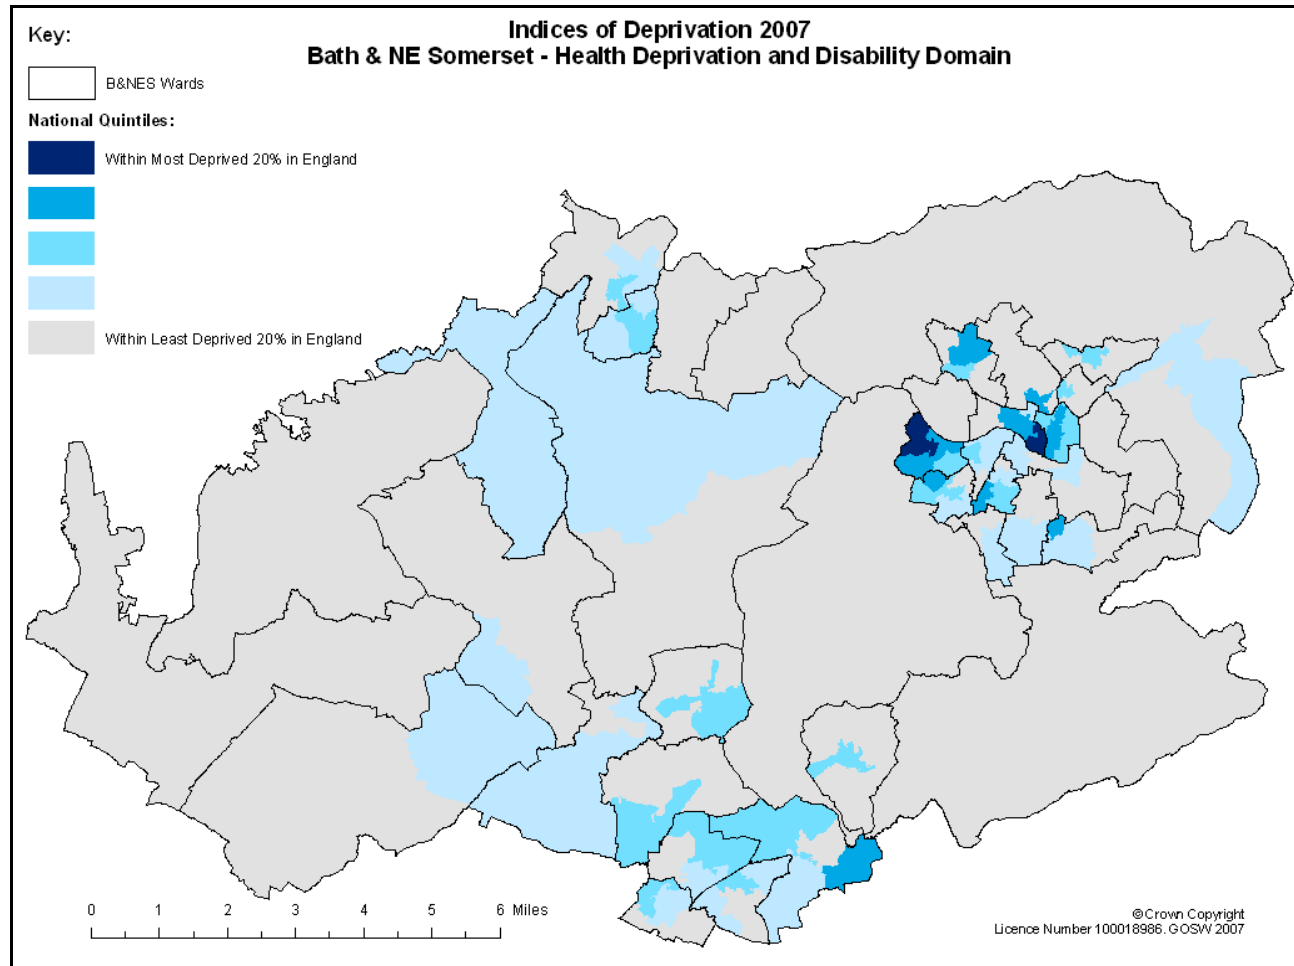 Indices of Deprivation 2007
Bath & NE Somerset - Health Deprivation and Disability Domain
Key:
B&NES Wards
National Quintiles:
Within Most Deprived 20% in England
Within Least Deprived 20% in England
0 1 2 3 4 5 6 Miles
© Crown Copyright
Licence Number 100018986. GOSW 2007